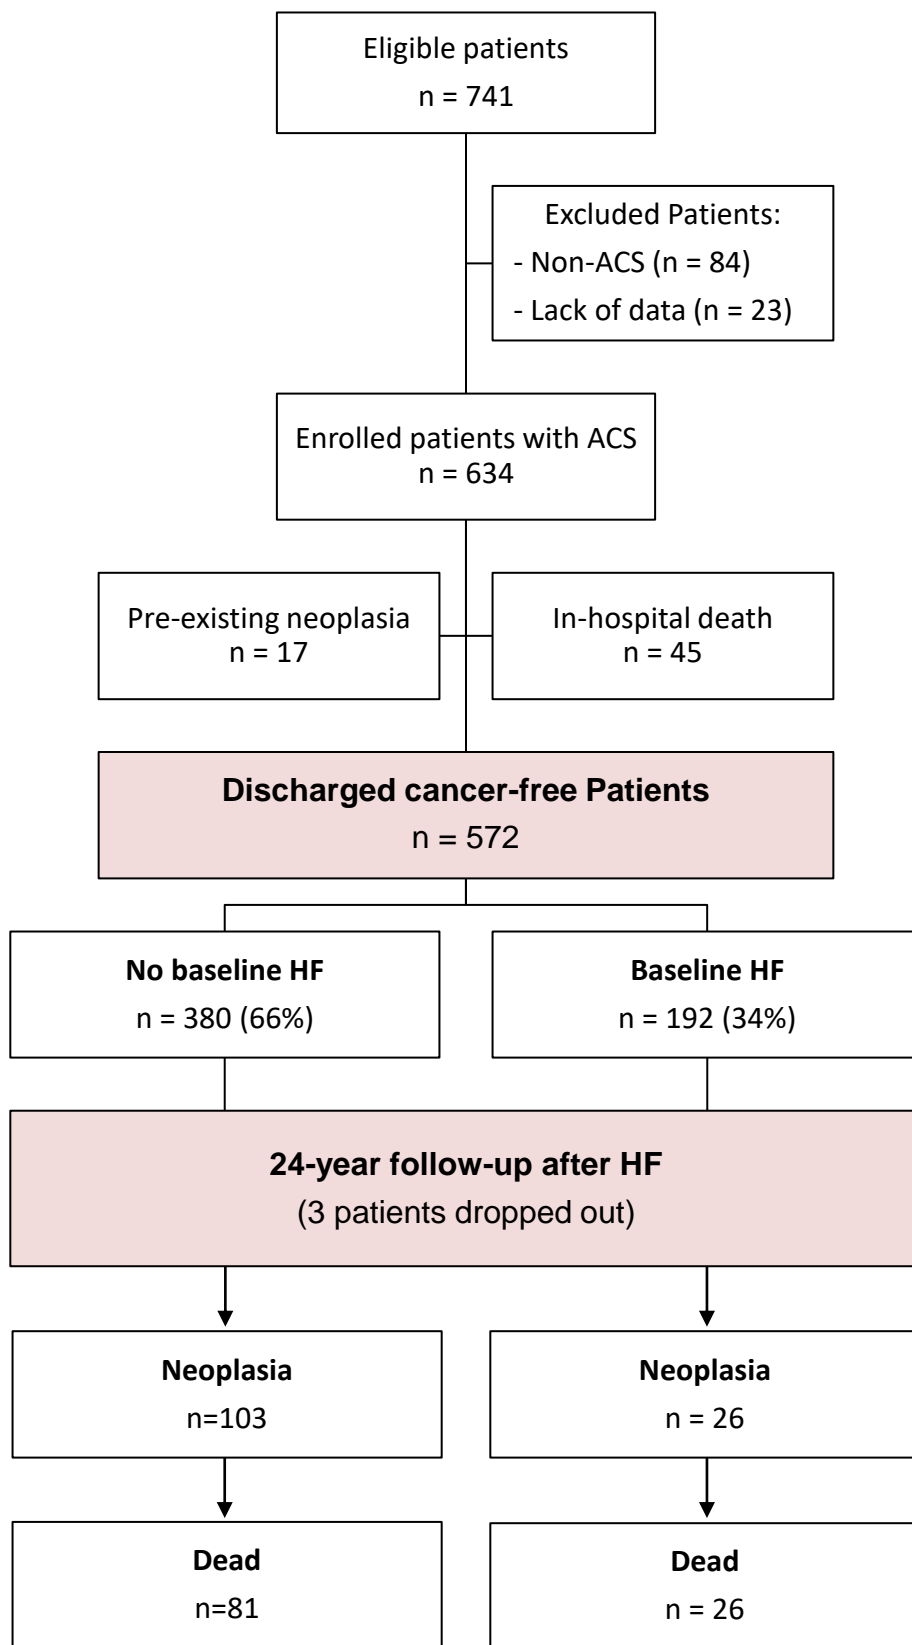 Eligible patients
n = 741
Excluded Patients:
- Non-ACS (n = 84)
- Lack of data (n = 23)
Enrolled patients with ACS
n = 634
Pre-existing neoplasia
n = 17
In-hospital death
n = 45
Discharged cancer-free Patients
n = 572
No baseline HF
n = 380 (66%)
Baseline HF
n = 192 (34%)
24-year follow-up after HF
(3 patients dropped out)
Neoplasia
n=103
Neoplasia
n = 26
Dead
n=81
Dead
n = 26